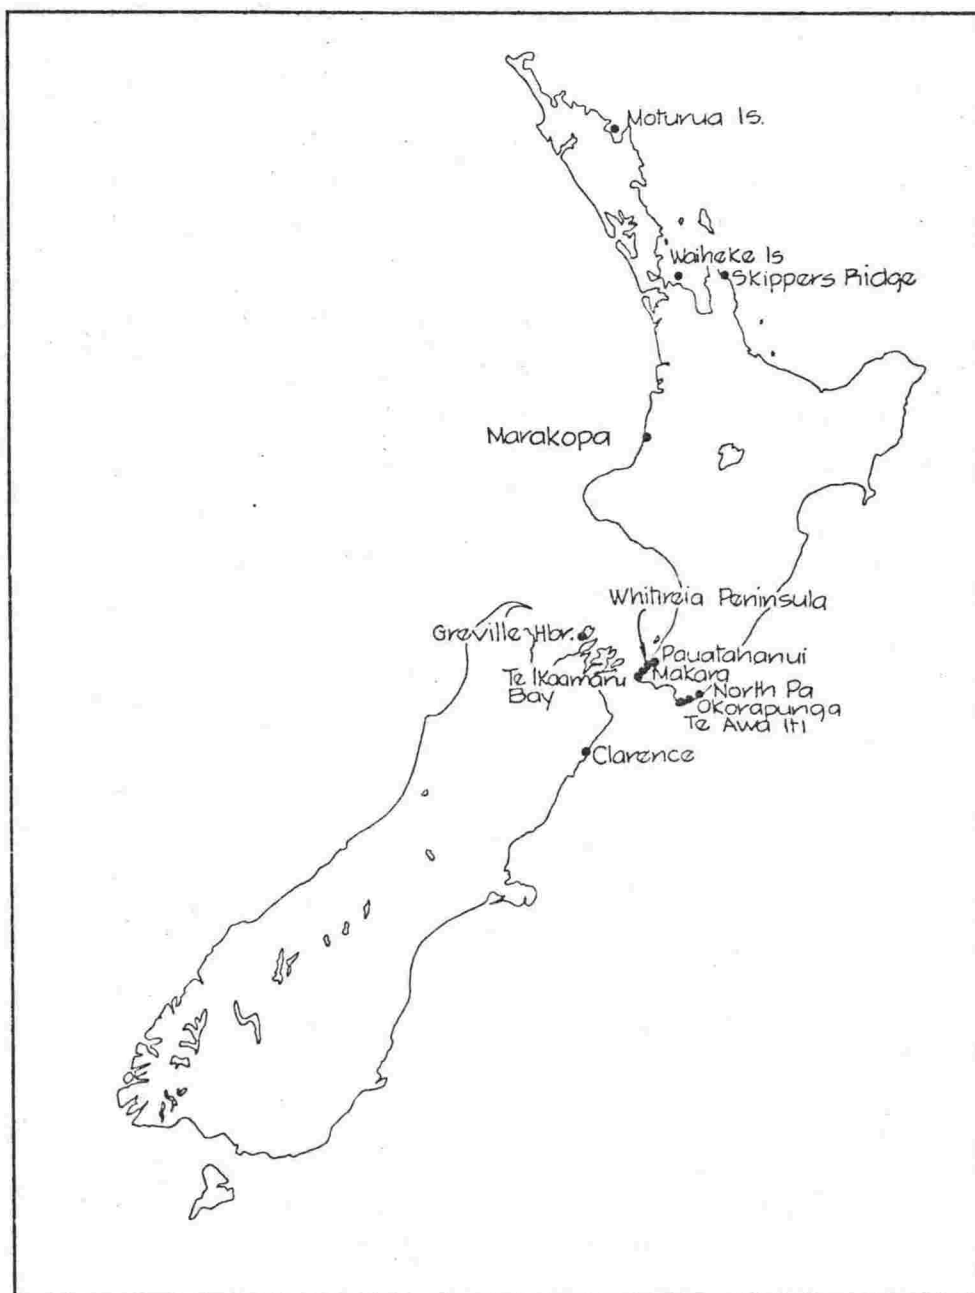 Moturua Is.
Waiheke Is
Skippers Ridge
Marakopa
Whitireia Peninsula
Greville Hbr.
Pauatahanui
Te Ikaamaru
Bay
Makara
North Pa
Okorapunga
Te Awa Iti
Clarence